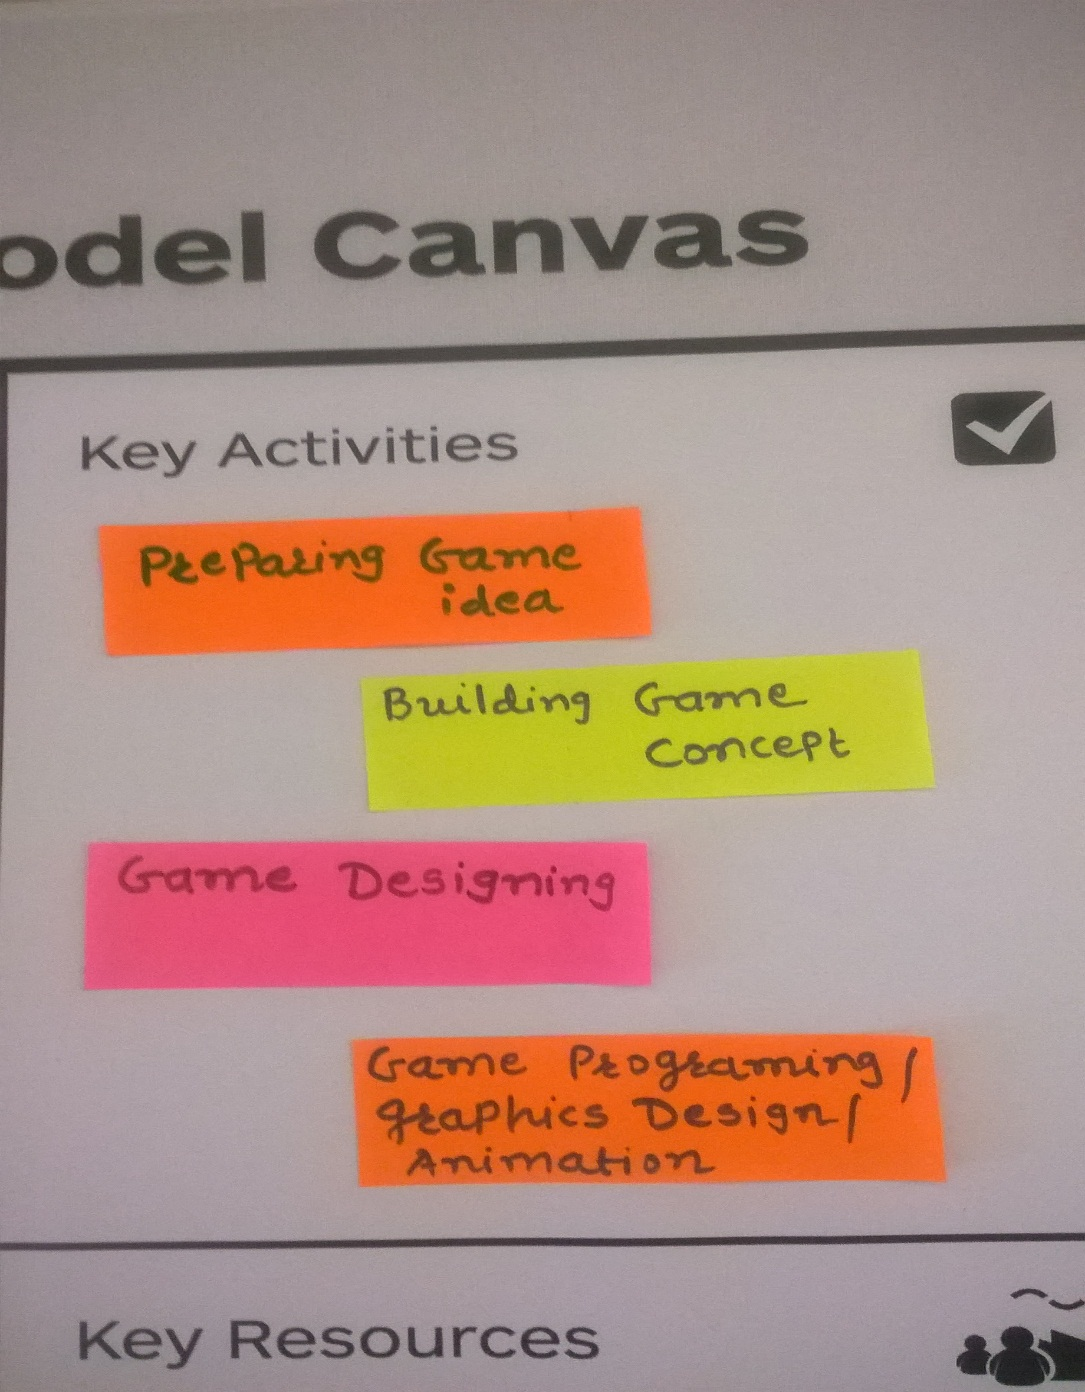 odel Canvas
Key Activities
Preparing Game
idea
Building Game
Concept
Game Designing
Game Programing/
graphics Design/
Animation
Key Resources